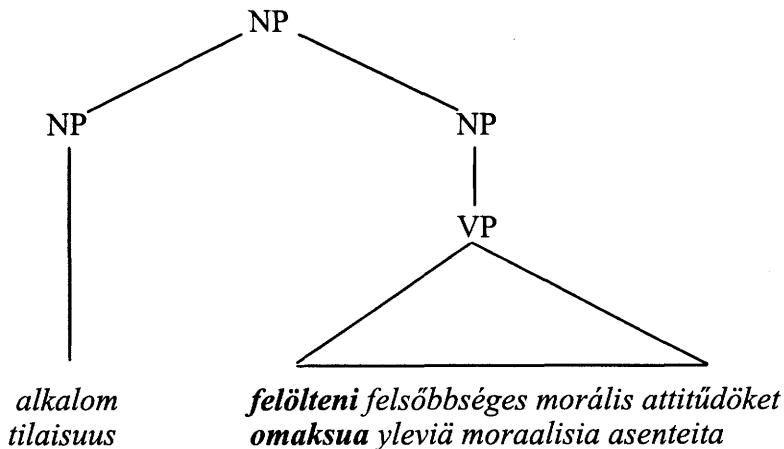 NP
NP NP
VP
alkalom felölteni felsőbbséges morális attitűdöket
tilaisuus omaksua yleviä moraalisia asenteita